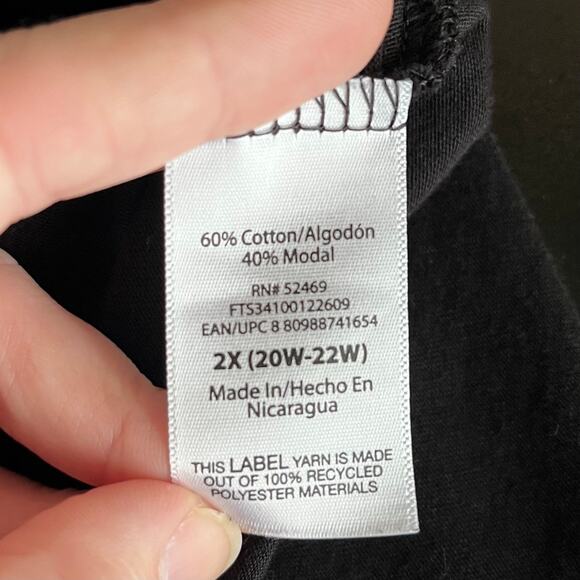 60% Cotton/Algodón
40% Modal
RN# 52469
FTS34100122609
EAN/UPC 8 80988741654
2X (20W-22W)
Made In/Hecho En
Nicaragua
THIS LABEL YARN IS MADE
OUT OF 100% RECYCLED
POLYESTER MATERIALS